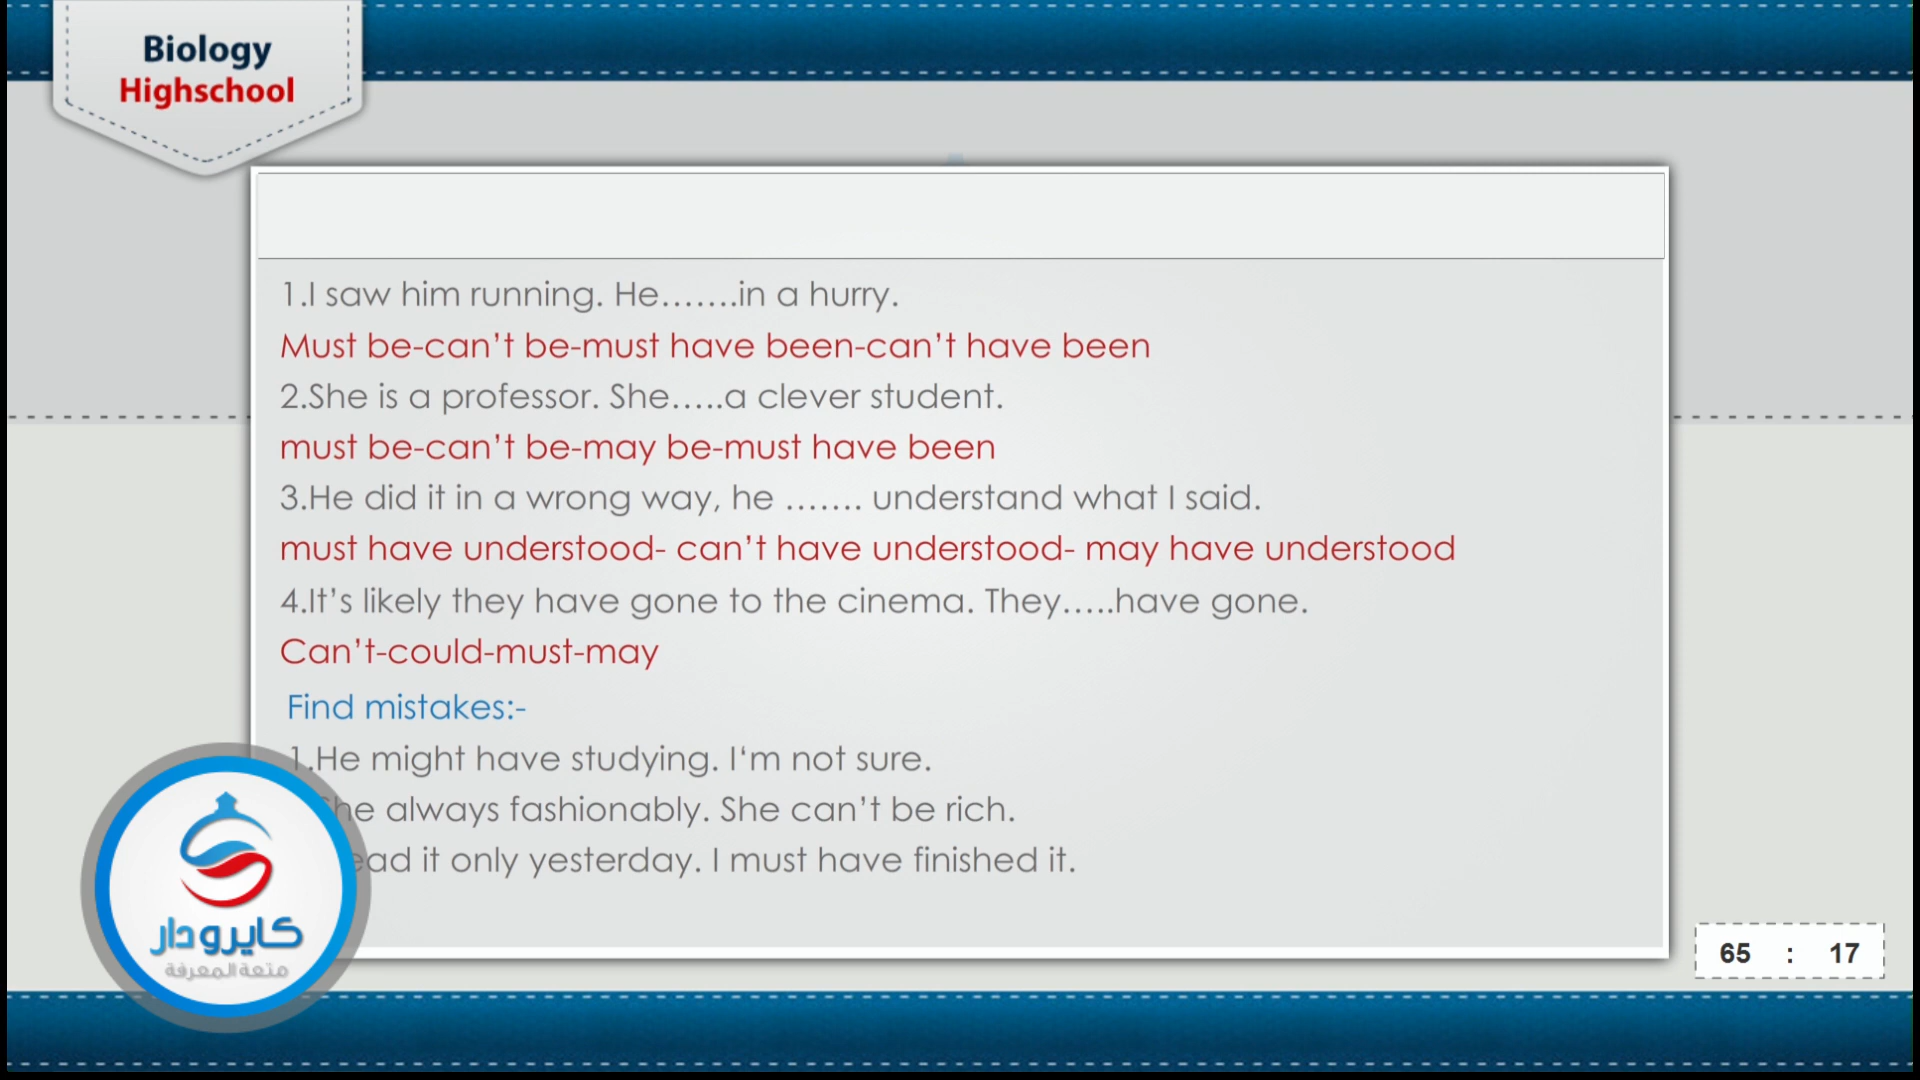 Biology
Highschool
1.I saw him running. He…….in a hurry.
Must be-can’t be-must have been-can’t have been
2.She is a professor. She…..a clever student.
must be-can’t be-may be-must have been
3.He did it in a wrong way, he ……. understand what I said.
must have understood- can’t have understood- may have understood
4.It’s likely they have gone to the cinema. They…..have gone.
Can’t-could-must-may
Find mistakes:-
1.He might have studying. I‘m not sure.
She always fashionably. She can’t be rich.
it only yesterday. I must have finished it.
كايرودار
متعة المعرفة
65 : 17